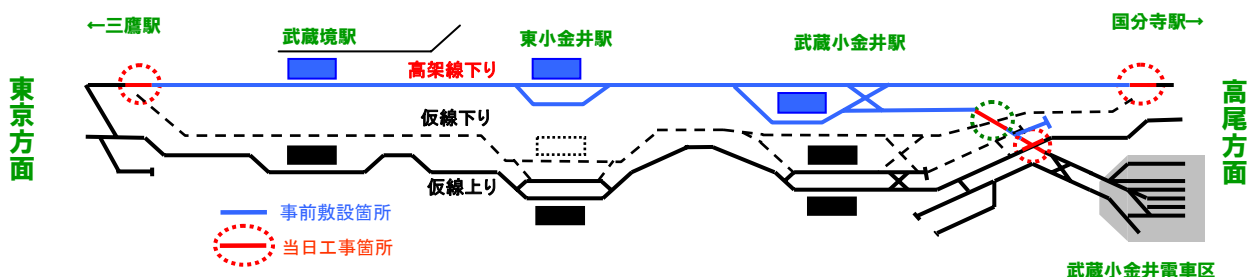 ←三鷹駅
国分寺駅→
武蔵境駅
東小金井駅
武蔵小金井駅
高架線下り
東京方面
高尾方面
仮線下り
仮線上り
事前敷設箇所
当日工事箇所
武蔵小金井電車区